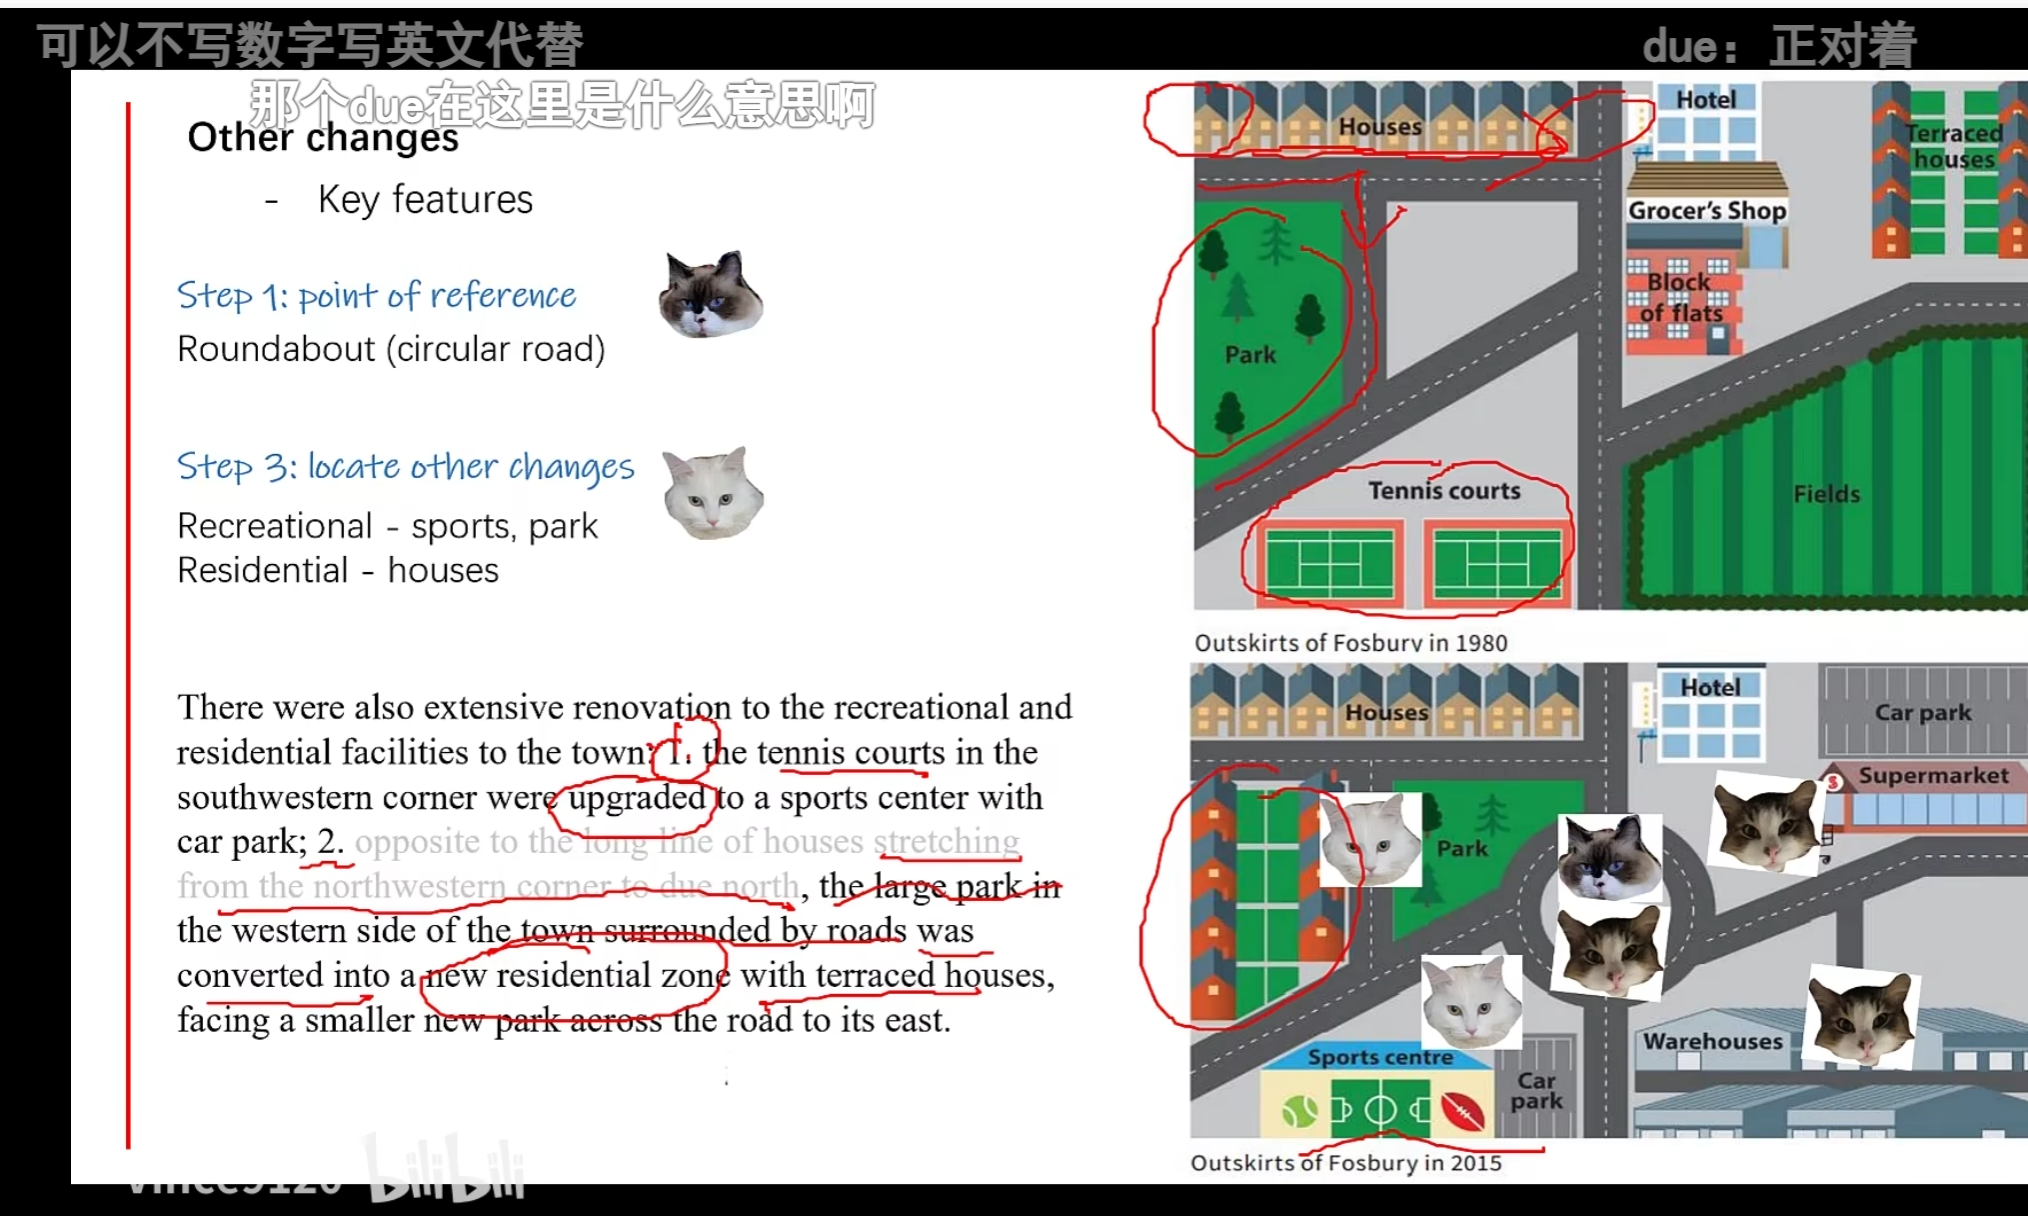 可以不写数字写英文代替
due：正对着
那个due在这里是什么意思啊
Other changes
- Key features
Step 1: point of reference
Roundabout (circular road)
Step 3: locate other changes
Recreational - sports, park
Residential - houses
There were also extensive renovation to the recreational and
residential facilities to the town: 1. the tennis courts in the
southwestern corner were upgraded to a sports center with
car park; 2. opposite to the long line of houses stretching
from the northwestern corner to due north, the large park in
the western side of the town surrounded by roads was
converted into a new residential zone with terraced houses,
facing a smaller new park across the road to its east.
Houses
Hotel
Terraced
houses
Grocer's Shop
Block
of flats
Park
Tennis courts
Fields
Outskirts of Fosbury in 1980
Houses
Hotel
Car park
Supermarket
Park
Warehouses
Sports centre
Car
park
Outskirts of Fosbury in 2015
bilibili